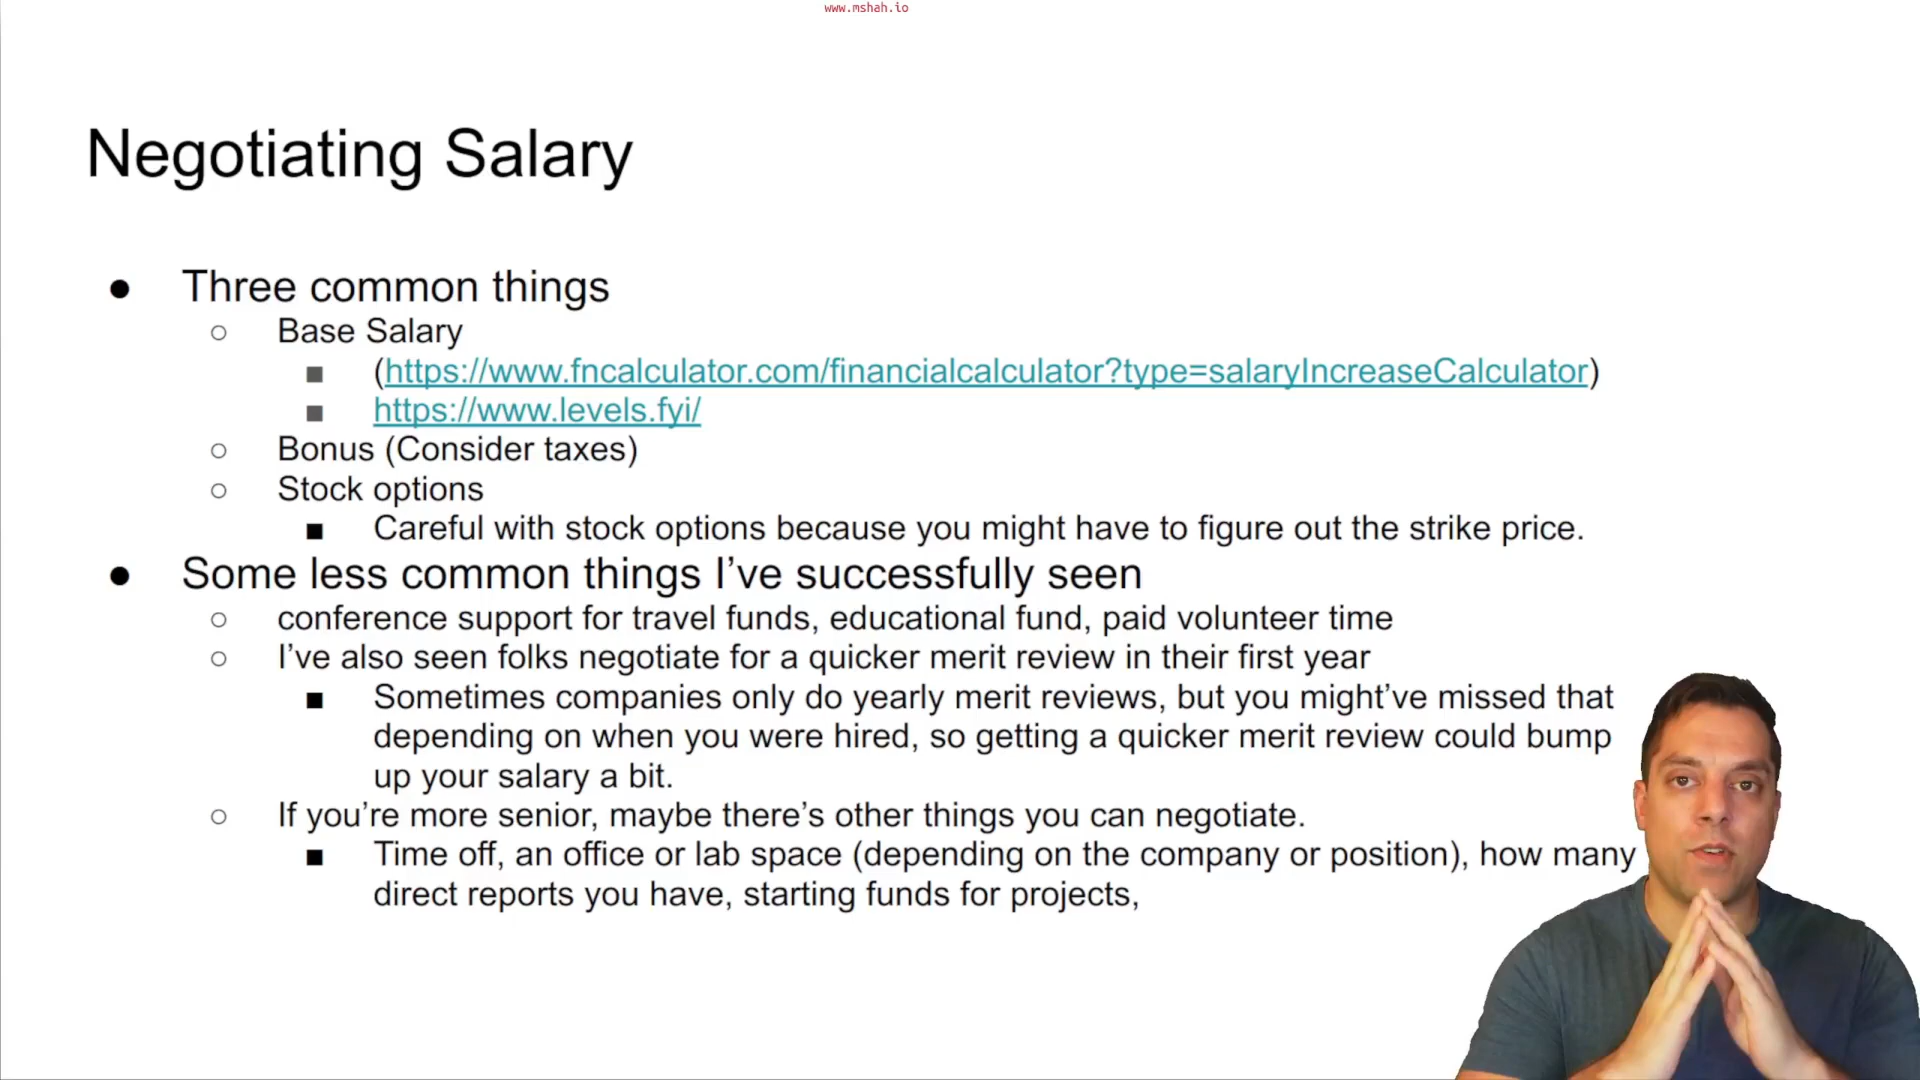 www.mshah.io
Negotiating Salary
● Three common things
○ Base Salary
■ (https://www.fncalculator.com/financialcalculator?type=salaryIncreaseCalculator)
■ https://www.levels.fyi/
○ Bonus (Consider taxes)
○ Stock options
■ Careful with stock options because you might have to figure out the strike price.
● Some less common things I’ve successfully seen
○ conference support for travel funds, educational fund, paid volunteer time
○ I’ve also seen folks negotiate for a quicker merit review in their first year
■ Sometimes companies only do yearly merit reviews, but you might’ve missed that
depending on when you were hired, so getting a quicker merit review could bump
up your salary a bit.
○ If you’re more senior, maybe there’s other things you can negotiate.
■ Time off, an office or lab space (depending on the company or position), how many
direct reports you have, starting funds for projects,